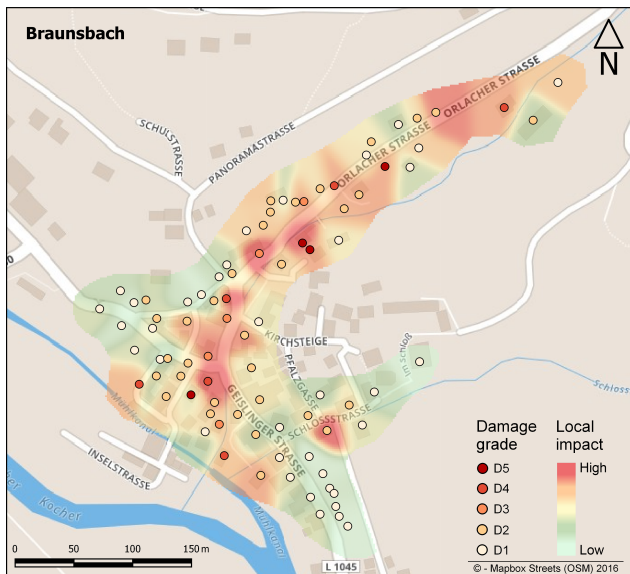 Braunsbach
N
ORLACHER STRASSE
SCHULSTRASSE
PANORAMASTRASSE
ORLACHER STRASSE
0
KIRCHSTEIGE
Im Schloß
PFALZGASSE
Schloss
Mühlkanal
GEISLINGER STRASSE
SCHLOSSSTRASSE
INSELSTRASSE
Kocher
Mühlkanal
Damage grade
D5
D4
D3
D2
D1
Local impact
High
Low
0 50 100 150 m
L 1045
© - Mapbox Streets (OSM) 2016